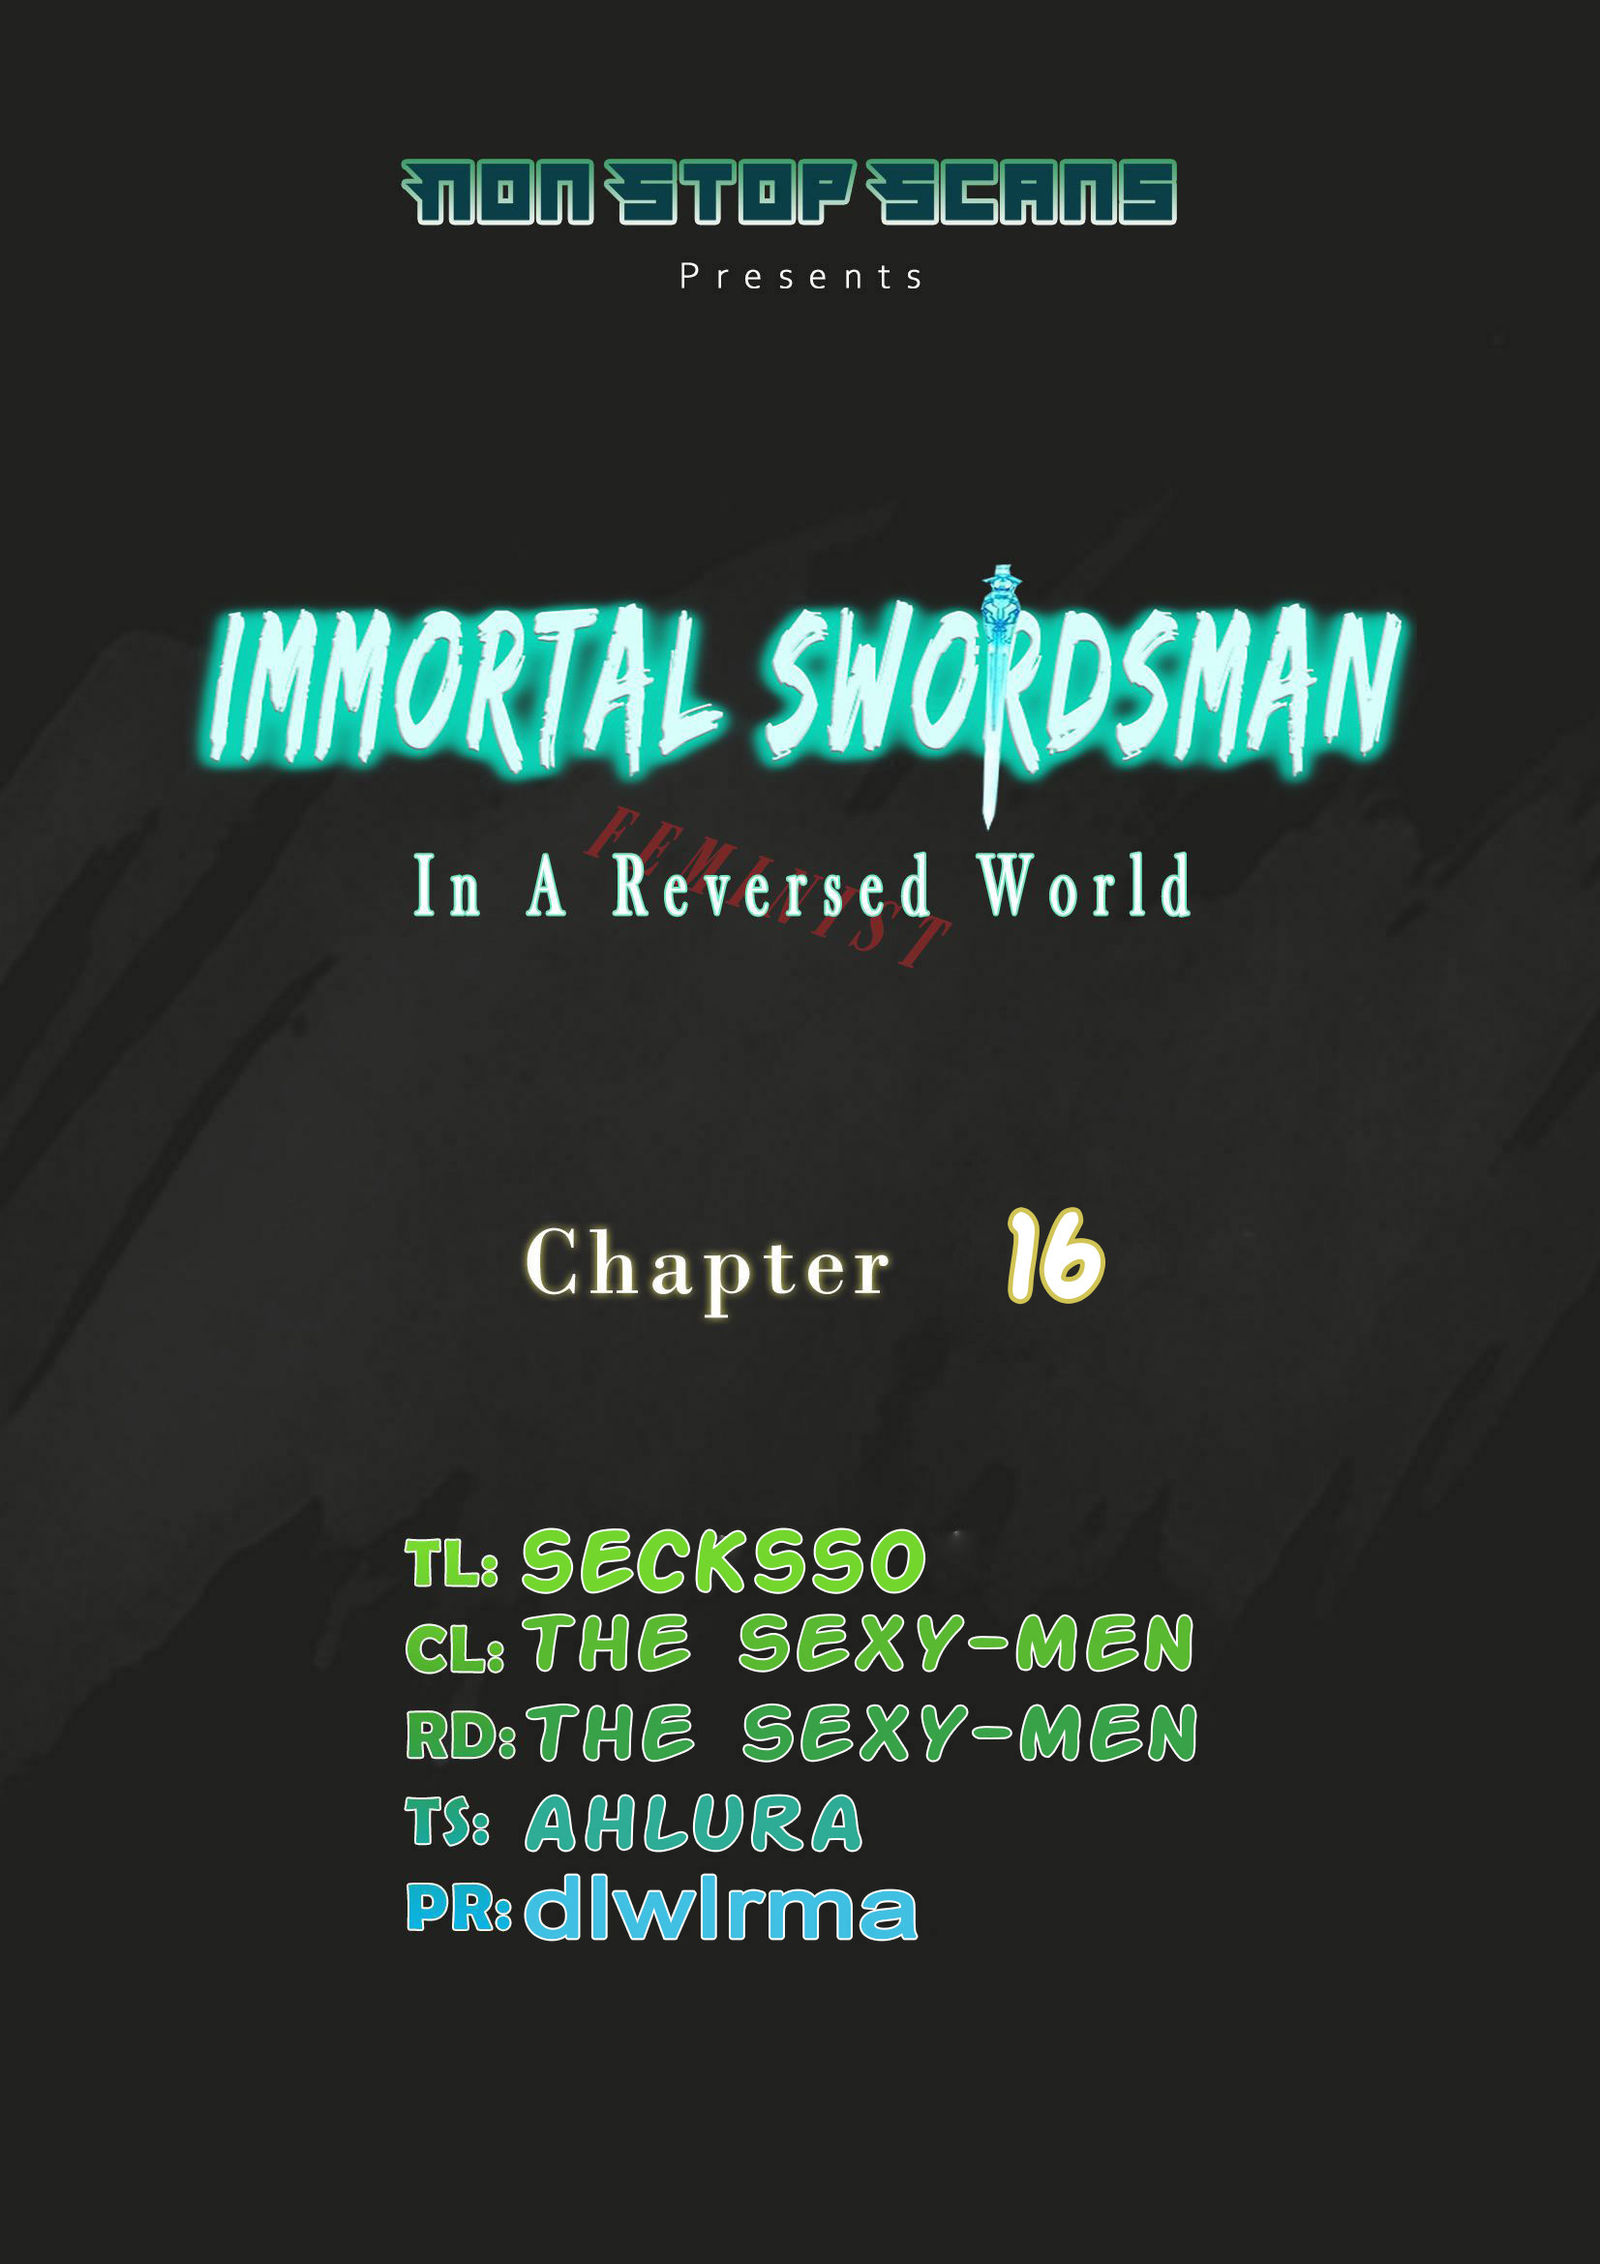 NON STOP SCANS
Presents
IMMORTAL SWORDSMAN
FEMINIST
In A Reversed World
Chapter 16
TL: SECKSSO
CL: THE SEXY-MEN
RD: THE SEXY-MEN
TS: AHLURA
PR: dlwlrma